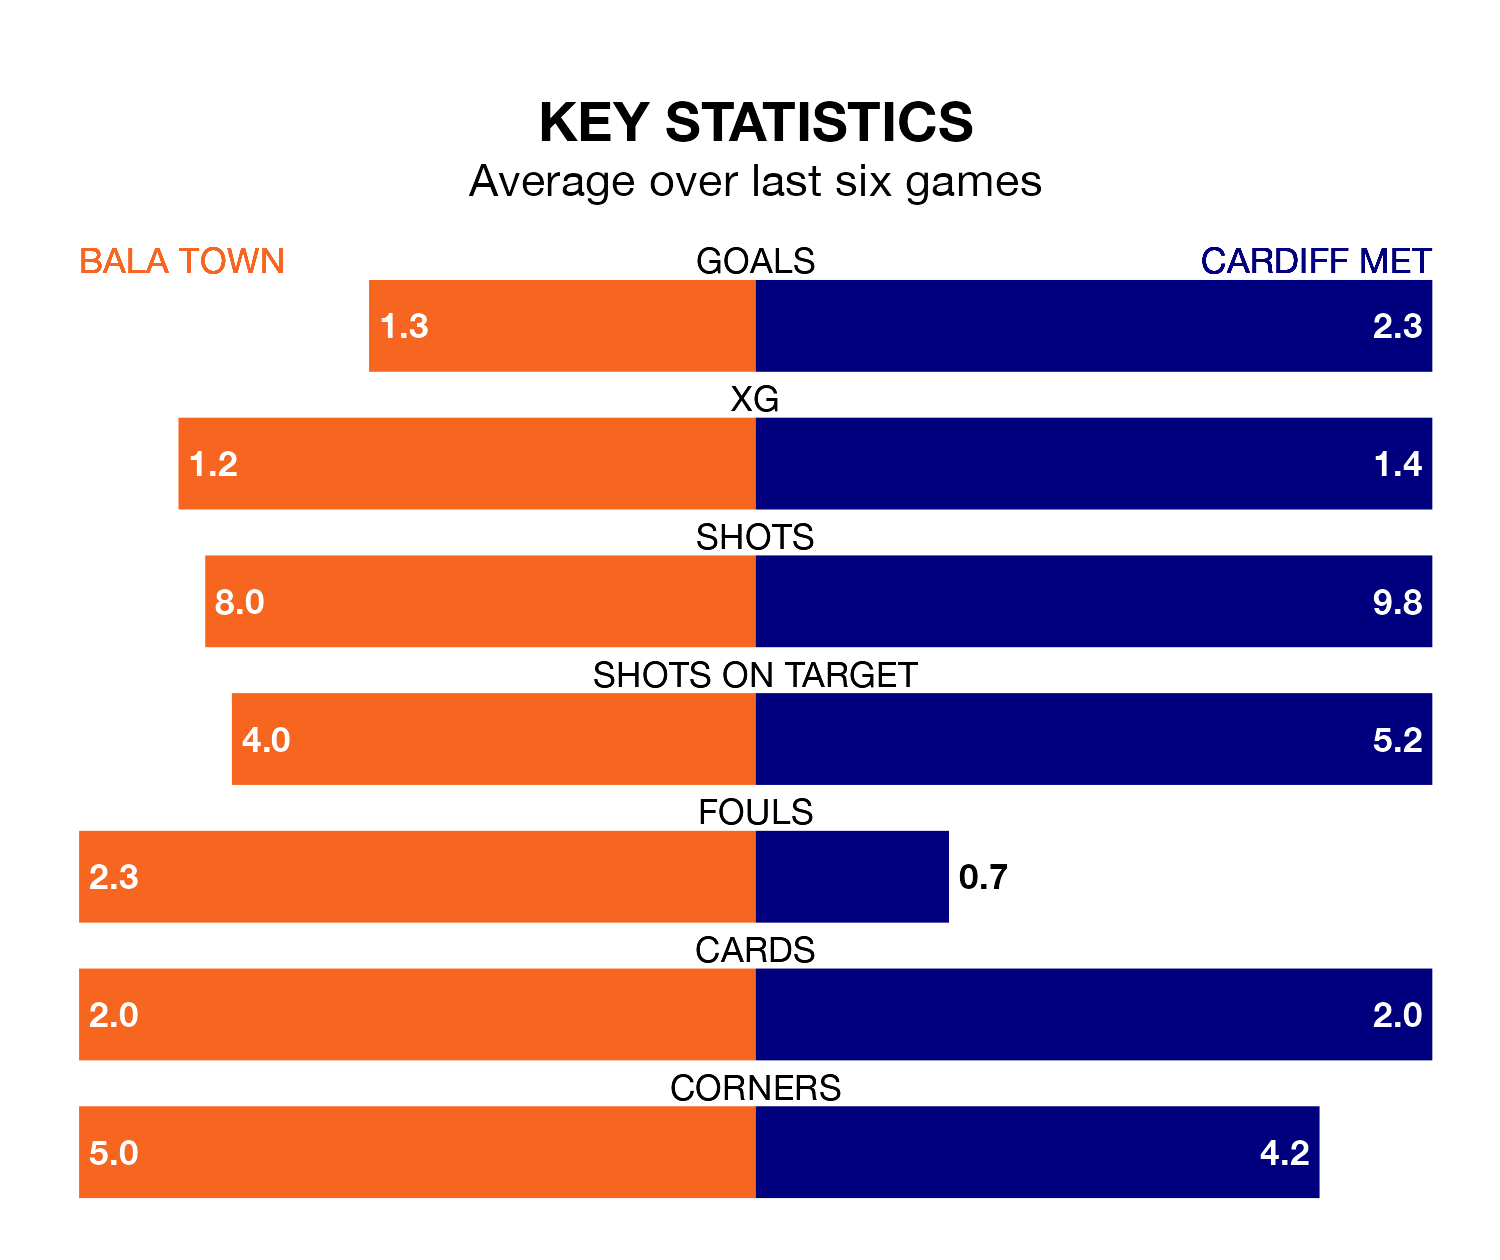 KEY STATISTICS
Average over last six games
BALA TOWN GOALS CARDIFF MET
1.3 2.3
XG
1.2 1.4
SHOTS
8.0 9.8
SHOTS ON TARGET
4.0 5.2
FOULS
2.3 0.7
CARDS
2.0 2.0
CORNERS
5.0 4.2